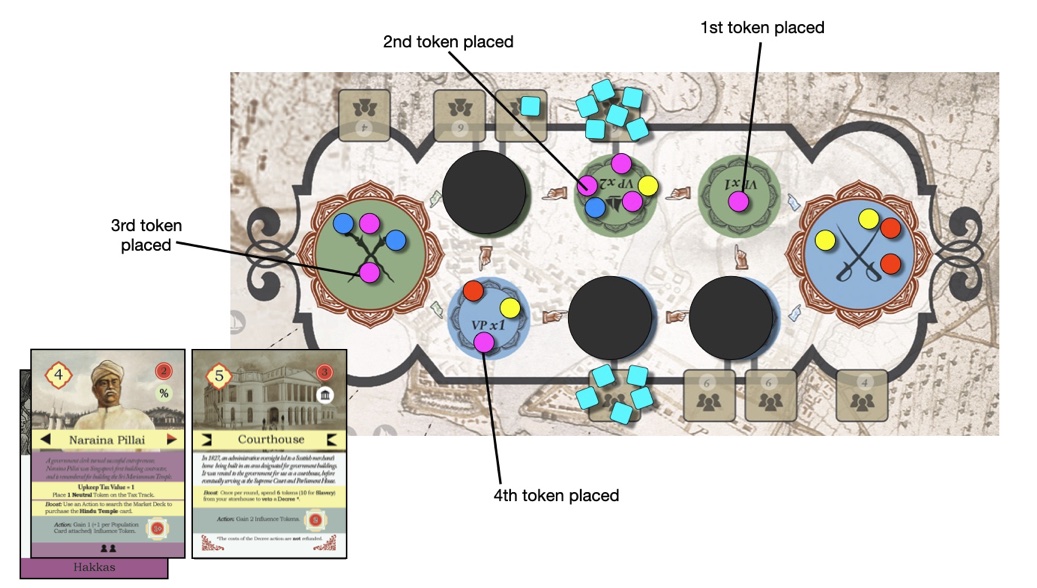 1st token placed
2nd token placed
4
6
VP x2
VP x1
3rd token
placed
VP x1
6
6
4
4th token placed
4
2
%
Naraina Pillai
A government clerk turned successful entrepreneur,
Naraina Pillai was Singapore's first building contractor,
and is remembered for building the Sri Mariamman Temple.
Upkeep Tax Value = 1
Place 1 Neutral Token on the Tax Track.
Boost: Use an Action to search the Market Deck to
purchase the Hindu Temple card.
Action: Gain 1 (+1 per Population
Card attached) Influence Token.
Hakkas
5
3
Courthouse
In 1827, an administrative oversight led to a Scottish merchant's
home being built in an area designated for government buildings.
It was rented to the government for use as a courthouse, before
eventually serving as the Supreme Court and Parliament House.
Boost: Once per round, spend 6 tokens (10 for Slavery)
from your storehouse to veto a Decree *.
Action: Gain 2 Influence Tokens.
*The costs of the Decree action are not refunded.